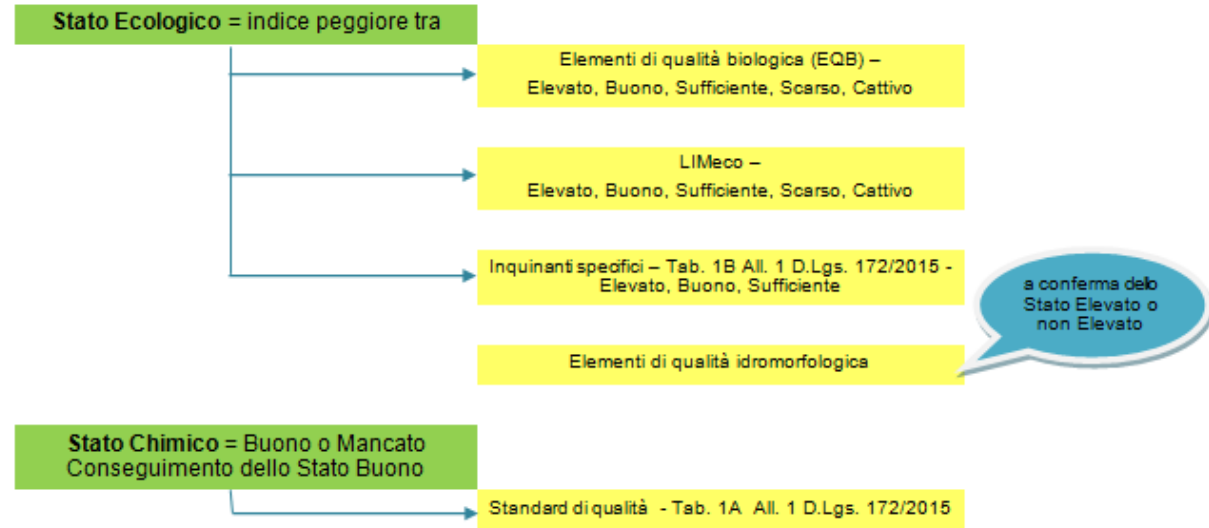 Stato Ecologico = indice peggiore tra
Elementi di qualità biologica (EQB) –
Elevato, Buono, Sufficiente, Scarso, Cattivo
LIMeco –
Elevato, Buono, Sufficiente, Scarso, Cattivo
Inquinanti specifici – Tab. 1B All. 1 D.Lgs. 172/2015 -
Elevato, Buono, Sufficiente
a conferma dello
Stato Elevato o
non Elevato
Elementi di qualità idromorfologica
Stato Chimico = Buono o Mancato
Conseguimento dello Stato Buono
Standard di qualità - Tab. 1A All. 1 D.Lgs. 172/2015